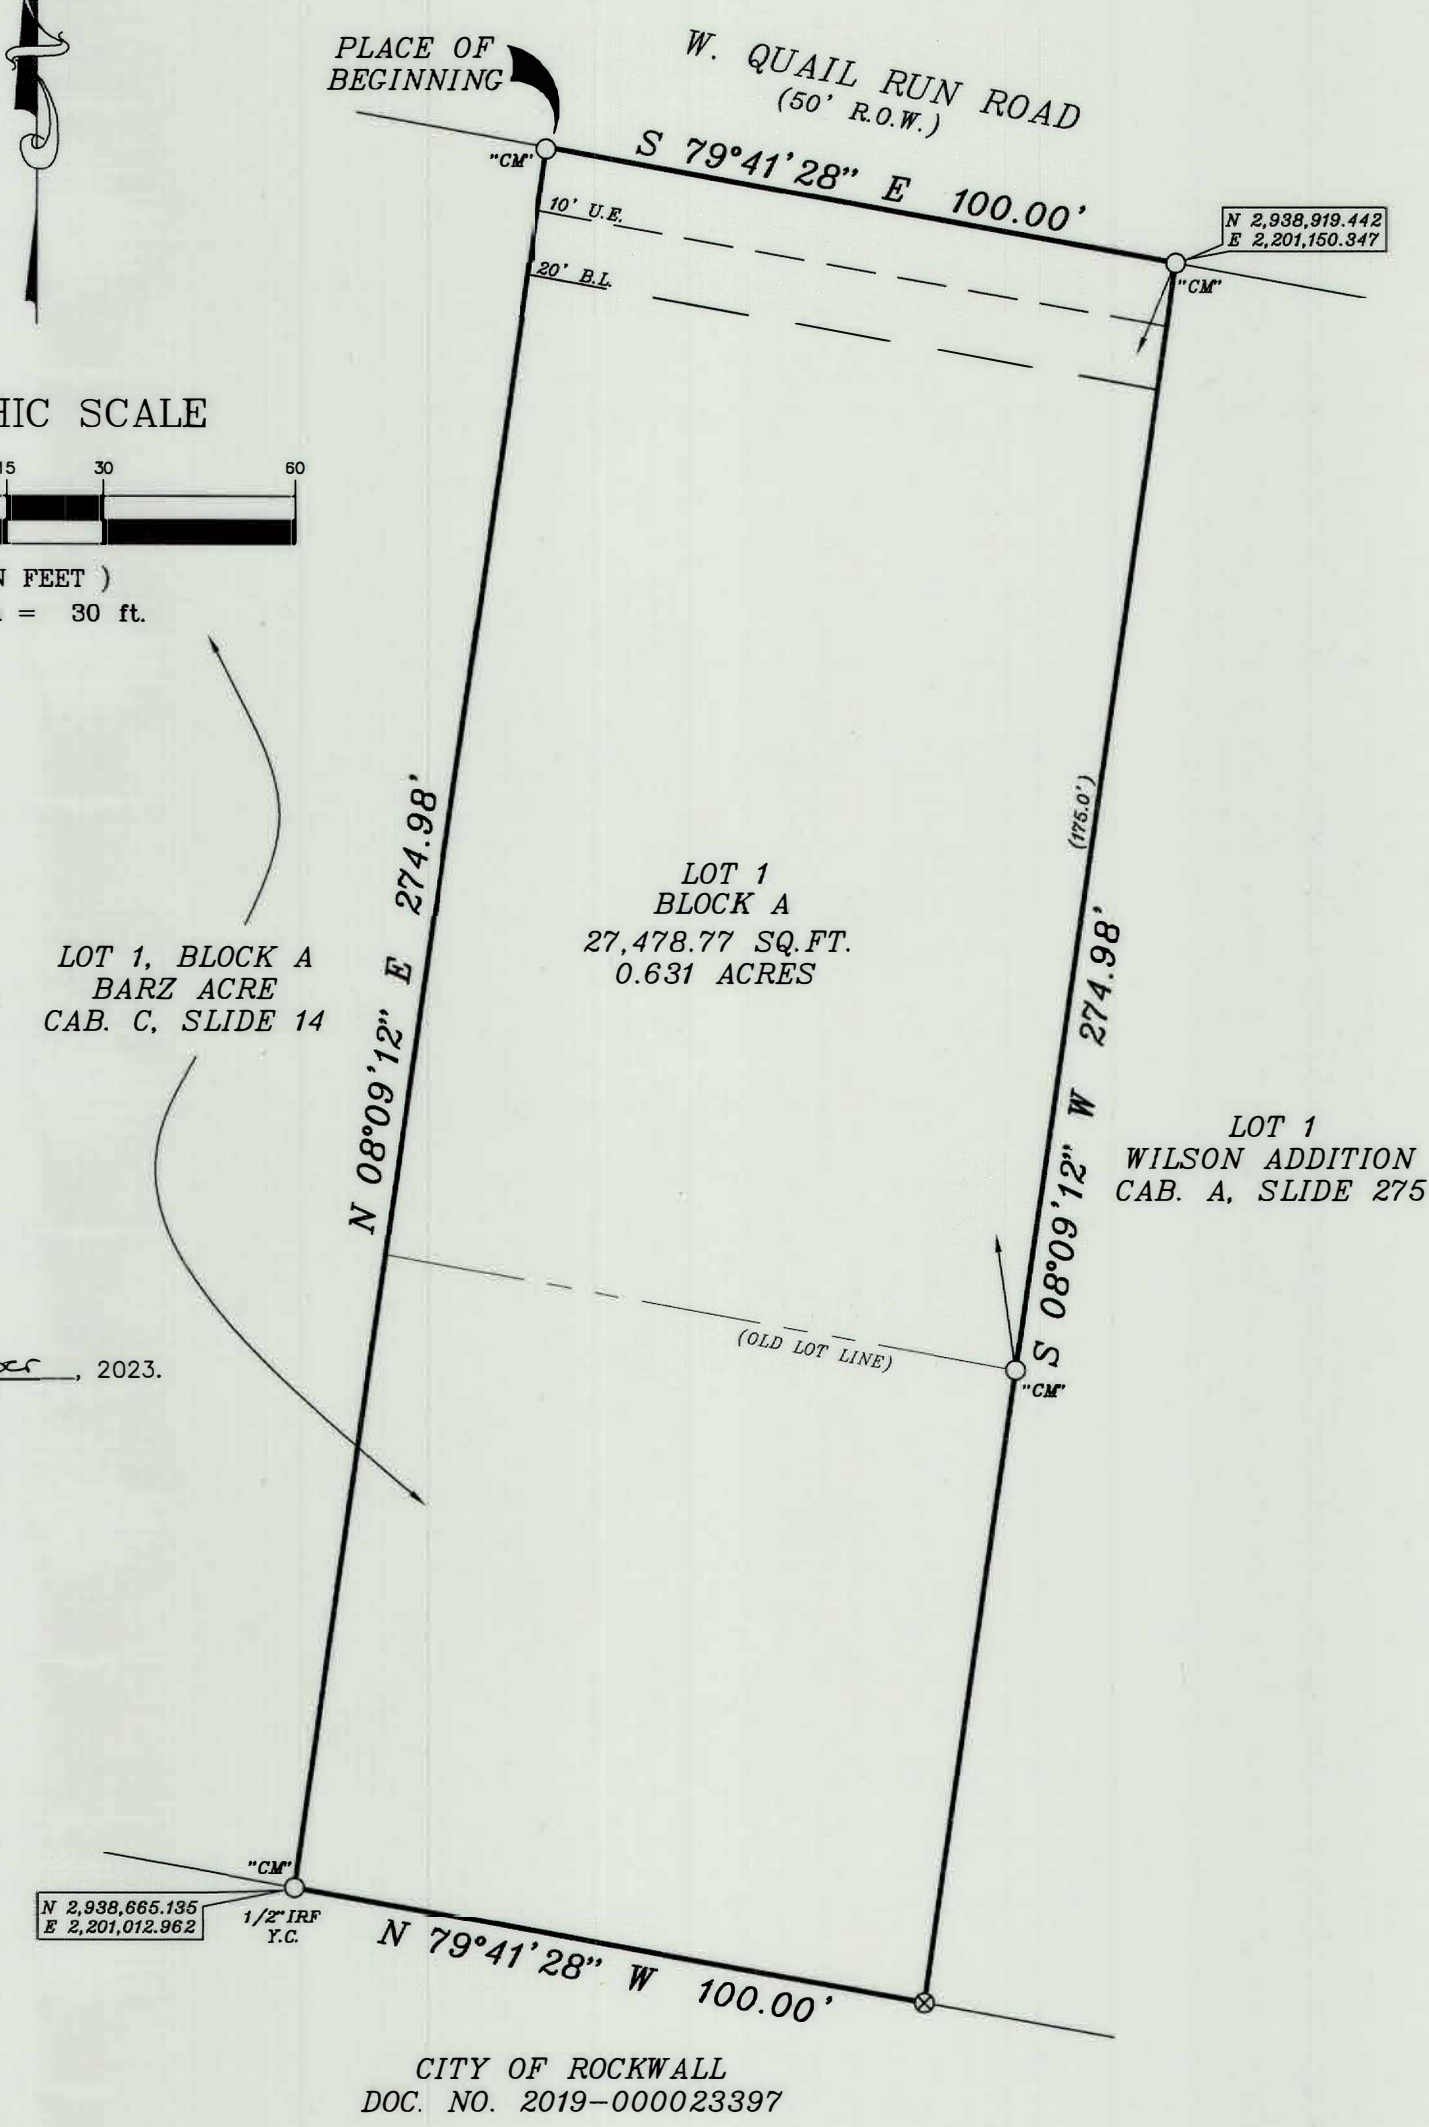 PLACE OF
BEGINNING
W. QUAIL RUN ROAD
(50' R.O.W.)
"CM"
S 79°41'28" E 100.00'
N 2,938,919.442
E 2,201,150.347
"CM"
10' U.E.
20' B.L.
HIC SCALE
15 30 60
N FEET )
= 30 ft.
(175.0')
N 08°09'12" E 274.98'
LOT 1
BLOCK A
27,478.77 SQ.FT.
0.631 ACRES
S 08°09'12" W 274.98'
LOT 1, BLOCK A
BARZ ACRE
CAB. C, SLIDE 14
LOT 1
WILSON ADDITION
CAB. A, SLIDE 275
(OLD LOT LINE)
"CM"
, 2023.
"CM"
N 2,938,665.135
E 2,201,012.962
1/2" IRF
Y.C.
N 79°41'28" W 100.00'
CITY OF ROCKWALL
DOC. NO. 2019-000023397